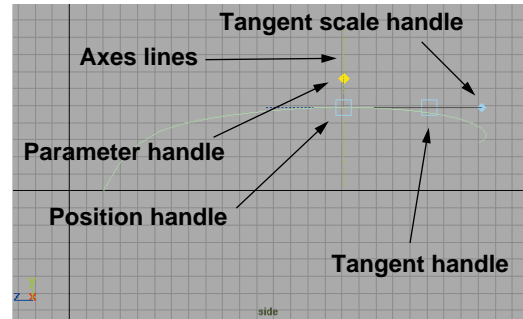 Tangent scale handle
Axes lines
Parameter handle
Position handle
Tangent handle
Y
Z X
side